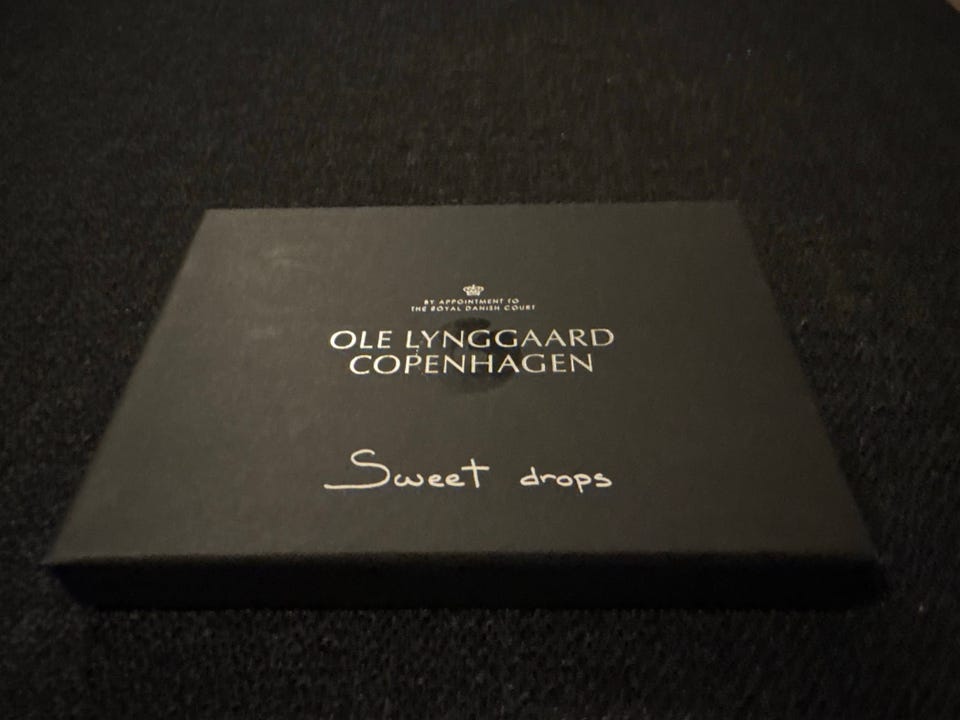 BY APPOINTMENT TO
THE ROYAL DANISH COURT
OLE LYNGGAARD
COPENHAGEN
Sweet drops